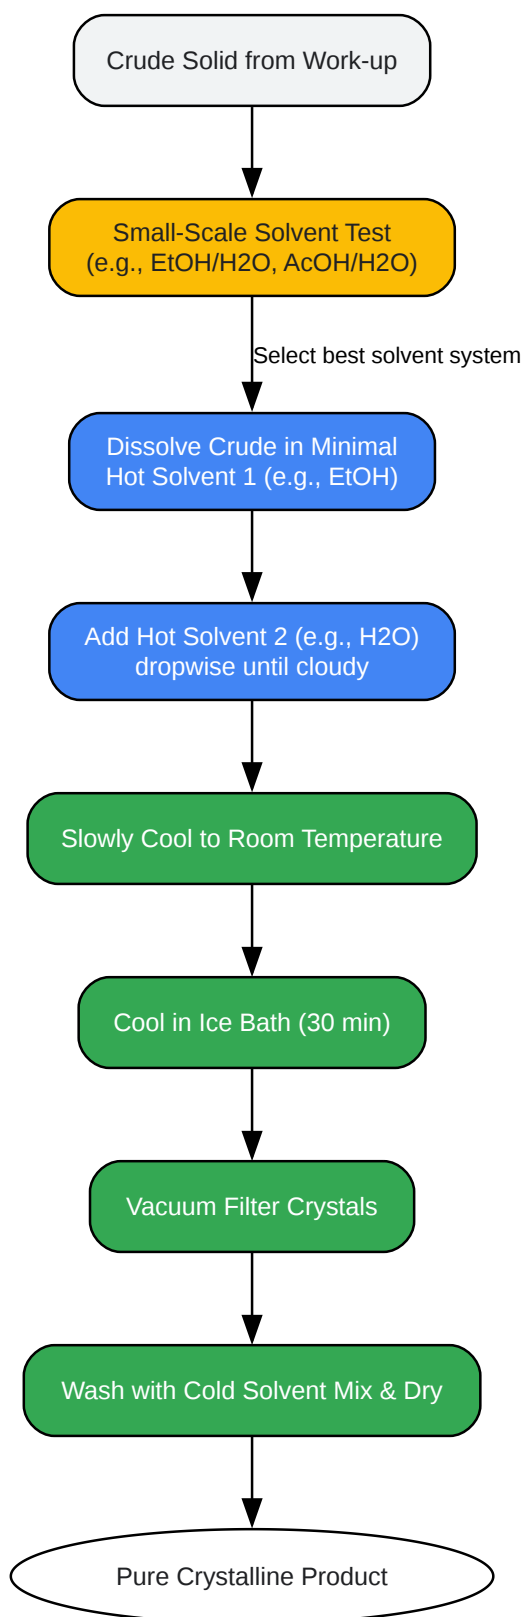 Crude Solid from Work-up
Small-Scale Solvent Test
(e.g., EtOH/H2O, AcOH/H2O)
Select best solvent system
Dissolve Crude in Minimal
Hot Solvent 1 (e.g., EtOH)
Add Hot Solvent 2 (e.g., H2O)
dropwise until cloudy
Slowly Cool to Room Temperature
Cool in Ice Bath (30 min)
Vacuum Filter Crystals
Wash with Cold Solvent Mix & Dry
Pure Crystalline Product